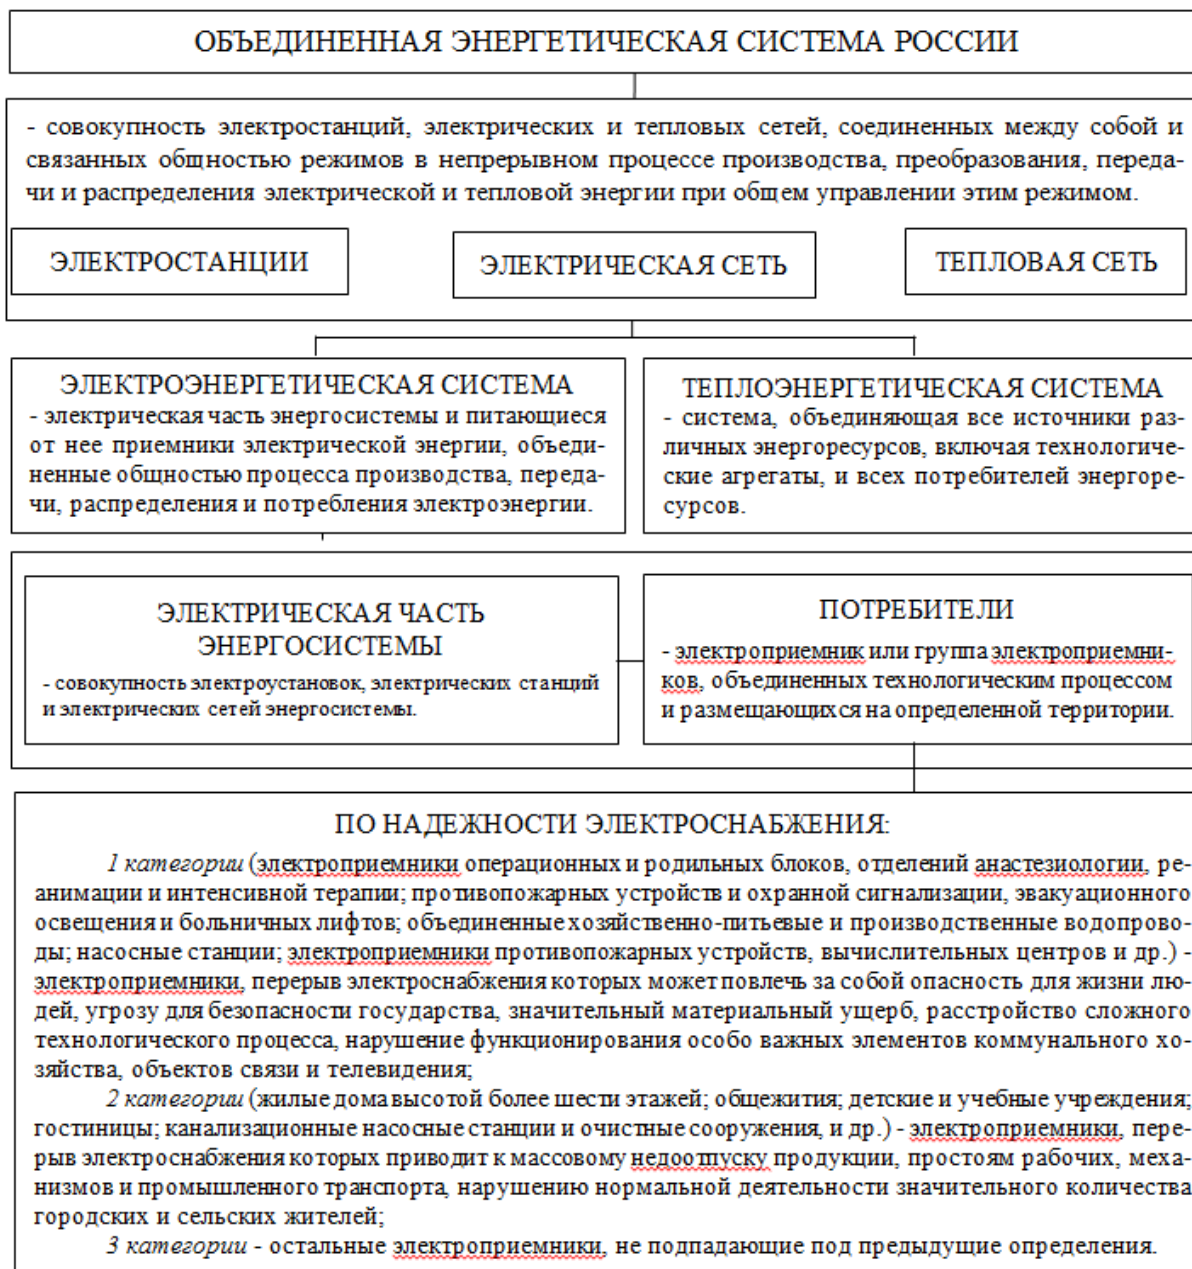 ОБЪЕДИНЕННАЯ ЭНЕРГЕТИЧЕСКАЯ СИСТЕМА РОССИИ
- совокупность электростанций, электрических и тепловых сетей, соединенных между собой и
связанных общностью режимов в непрерывном процессе производства, преобразования, переда-
чи и распределения электрической и тепловой энергии при общем управлении этим режимом.
ЭЛЕКТРОСТАНЦИИ
ЭЛЕКТРИЧЕСКАЯ СЕТЬ
ТЕПЛОВАЯ СЕТЬ
ЭЛЕКТРОЭНЕРГЕТИЧЕСКАЯ СИСТЕМА
- электрическая часть энергосистемы и питающиеся
от нее приемники электрической энергии, объеди-
ненные общностью процесса производства, переда-
чи, распределения и потребления электроэнергии.
ТЕПЛОЭНЕРГЕТИЧЕСКАЯ СИСТЕМА
- система, объединяющая все источники раз-
личных энергоресурсов, включая технологиче-
ские агрегаты, и всех потребителей энергоре-
сурсов.
ЭЛЕКТРИЧЕСКАЯ ЧАСТЬ
ЭНЕРГОСИСТЕМЫ
- совокупность электроустановок, электрических станций
и электрических сетей энергосистемы.
ПОТРЕБИТЕЛИ
- электроприемник или группа электроприемни-
ков, объединенных технологическим процессом
и размещающихся на определенной территории.
ПО НАДЕЖНОСТИ ЭЛЕКТРОСНАБЖЕНИЯ:
1 категории (электроприемники операционных и родильных блоков, отделений анастезиологии, ре-
анимации и интенсивной терапии; противопожарных устройств и охранной сигнализации, эвакуационного
освещения и больничных лифтов; объединенные хозяйственно-питьевые и производственные водопрово-
ды; насосные станции; электроприемники противопожарных устройств, вычислительных центров и др.) -
электроприемники, перерыв электроснабжения которых может повлечь за собой опасность для жизни лю-
дей, угрозу для безопасности государства, значительный материальный ущерб, расстройство сложного
технологического процесса, нарушение функционирования особо важных элементов коммунального хо-
зяйства, объектов связи и телевидения;
2 категории (жилые дома высотой более шести этажей; общежития; детские и учебные учреждения;
гостиницы; канализационные насосные станции и очистные сооружения, и др.) - электроприемники, пере-
рыв электроснабжения которых приводит к массовому недоотпуску продукции, простоям рабочих, меха-
низмов и промышленного транспорта, нарушению нормальной деятельности значительного количества
городских и сельских жителей;
3 категории - остальные электроприемники, не подпадающие под предыдущие определения.